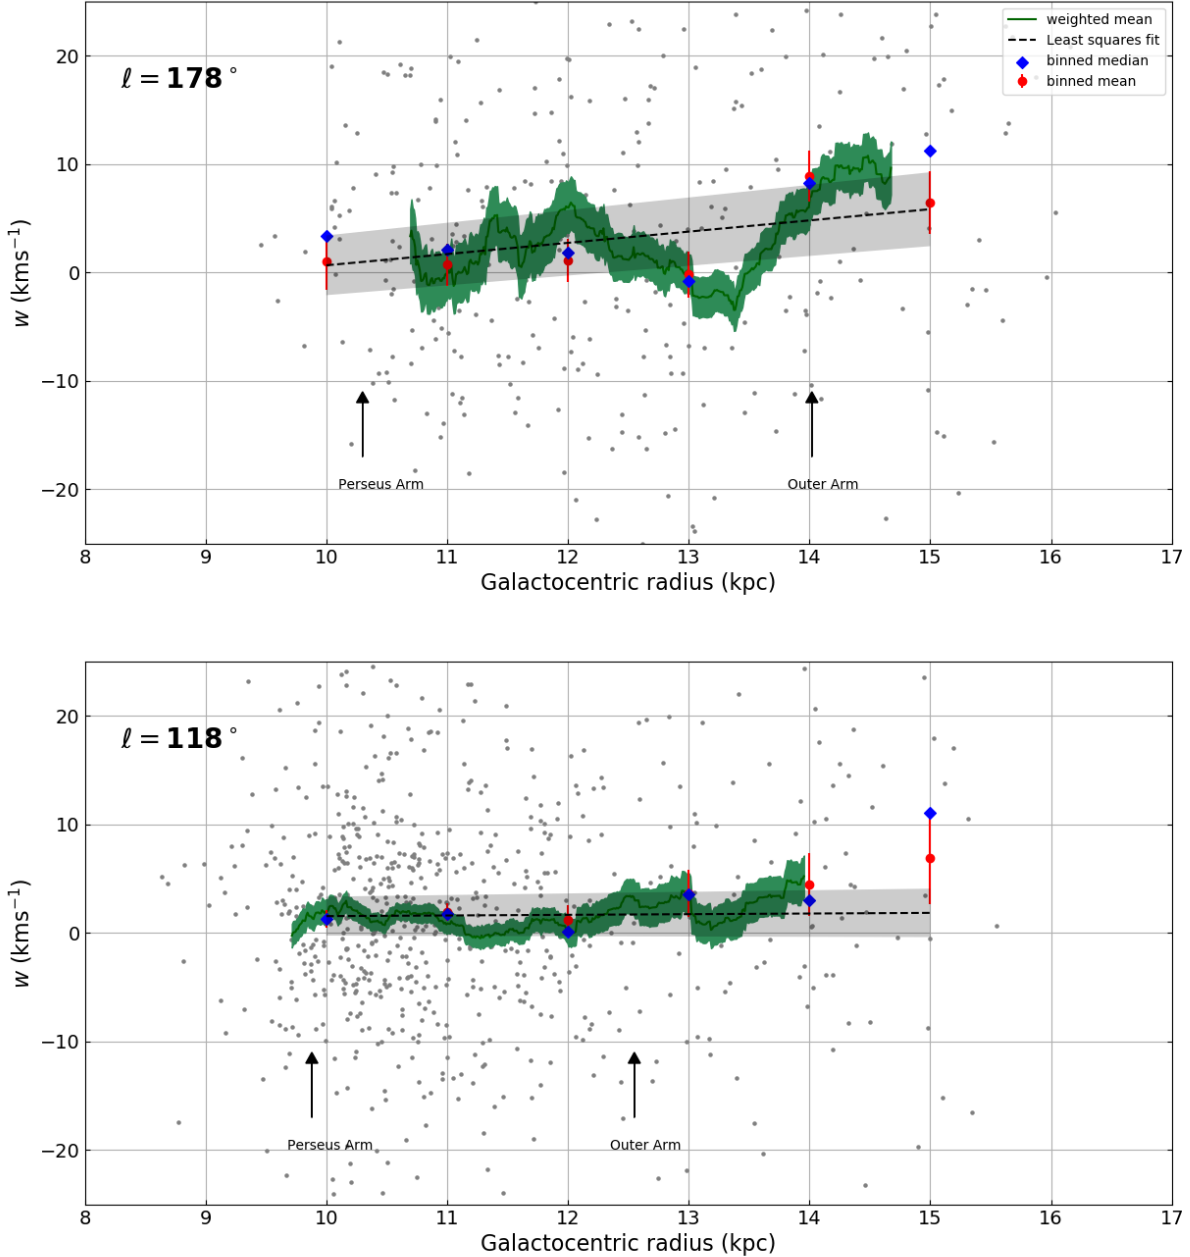 weighted mean
Least squares fit
binned median
binned mean
ℓ = 178°
20
10
0
−10
−20
w (kms⁻¹)
Perseus Arm
Outer Arm
8 9 10 11 12 13 14 15 16 17
Galactocentric radius (kpc)
ℓ = 118°
20
10
0
−10
−20
w (kms⁻¹)
Perseus Arm
Outer Arm
8 9 10 11 12 13 14 15 16 17
Galactocentric radius (kpc)